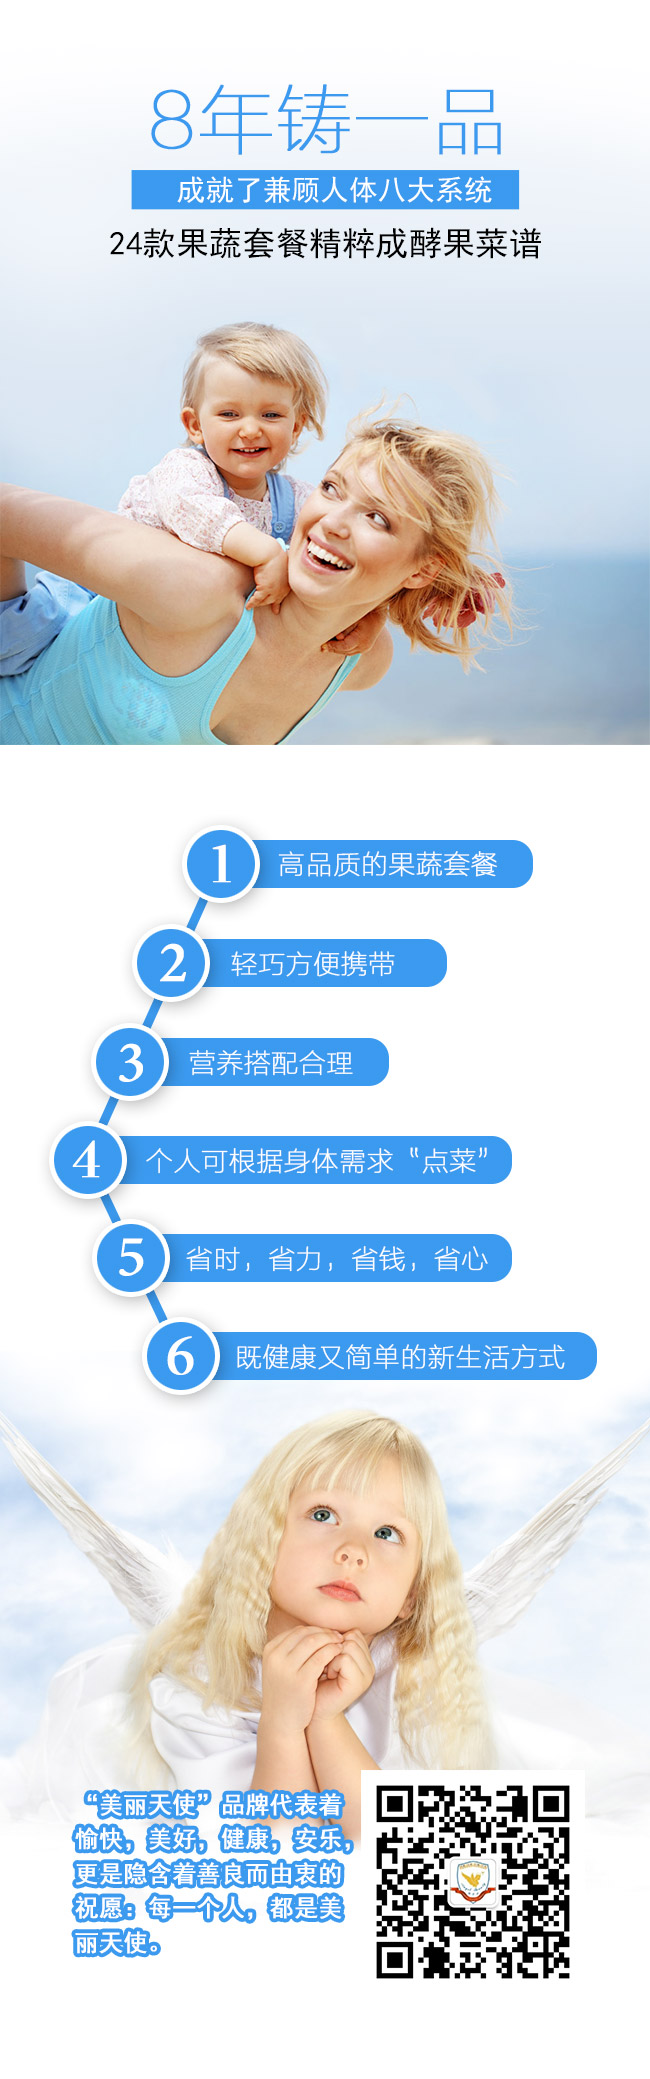 8年铸一品
成就了兼顾人体八大系统
24款果蔬套餐精粹成酵果菜谱
1 高品质的果蔬套餐
2 轻巧方便携带
3 营养搭配合理
4 个人可根据身体需求“点菜”
5 省时，省力，省钱，省心
6 既健康又简单的新生活方式
“美丽天使”品牌代表着
愉快，美好，健康，安乐，
更是隐含着善良而由衷的
祝愿：每一个人，都是美
丽天使。